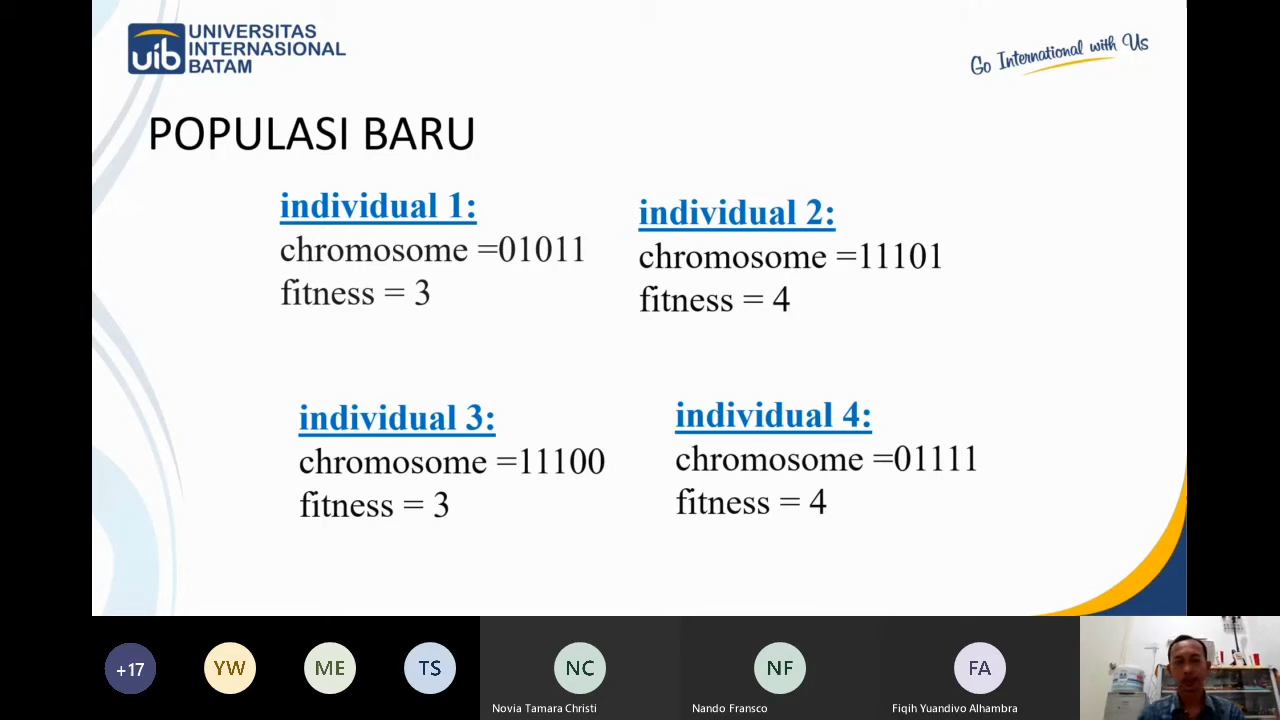 uib
UNIVERSITAS
INTERNASIONAL
BATAM
Go International with Us
POPULASI BARU
individual 1:
chromosome =01011
fitness = 3
individual 2:
chromosome =11101
fitness = 4
individual 3:
chromosome =11100
fitness = 3
individual 4:
chromosome =01111
fitness = 4
+17
YW
ME
TS
NC
NF
FA
Novia Tamara Christi
Nando Fransco
Fiqih Yuandivo Alhambra